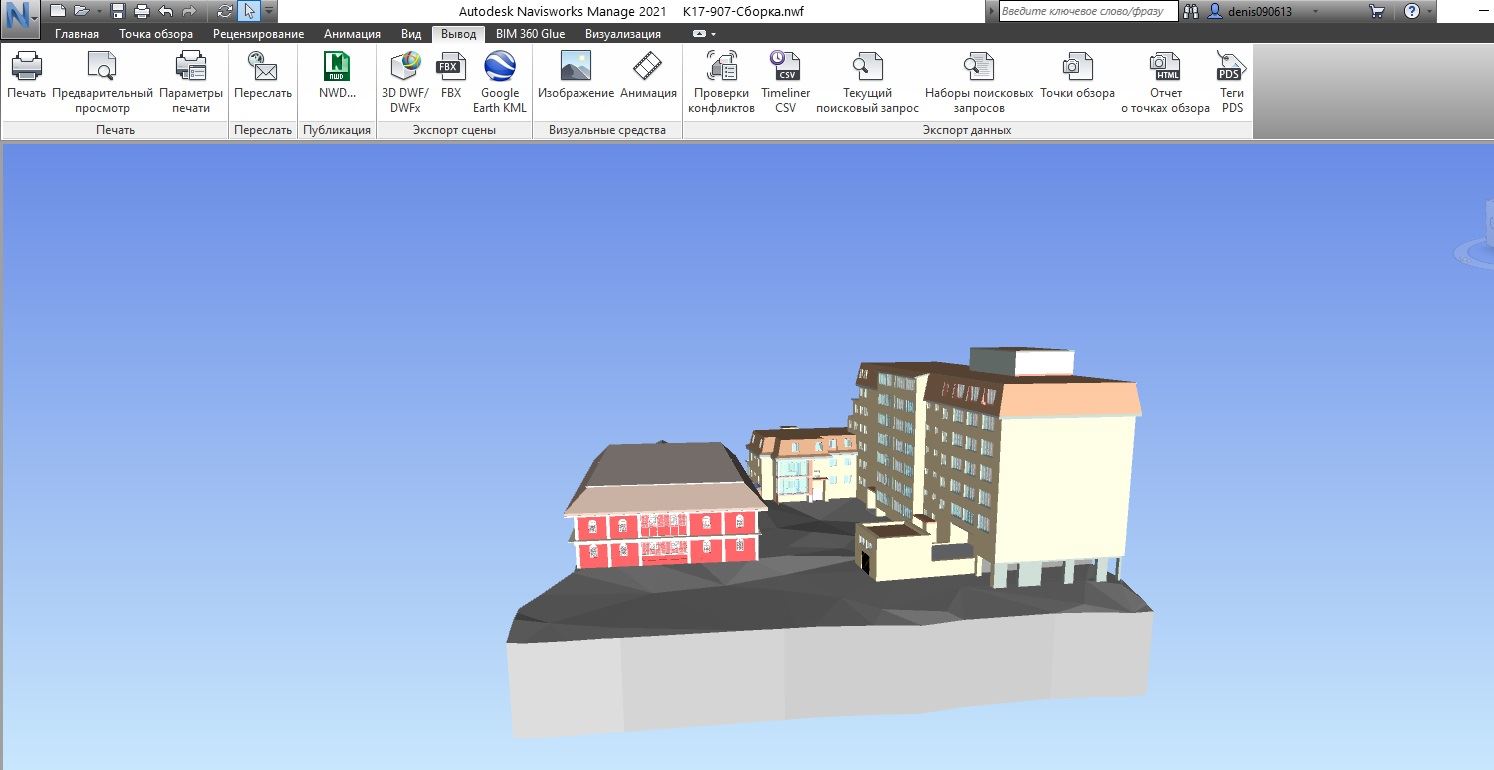 Autodesk Navisworks Manage 2021 K17-907-Сборка.nwf
Введите ключевое слово/фразу
denis090613
Главная Точка обзора Рецензирование Анимация Вид Вывод BIM 360 Glue Визуализация
FBX NWD CSV HTML PDS
Печать
Предварительный
просмотр
Параметры
печати
Переслать
NWD...
3D DWF/
DWFx
FBX
Google
Earth KML
Изображение
Анимация
Проверки
конфликтов
Timeliner
CSV
Текущий
поисковый запрос
Наборы поисковых
запросов
Точки обзора
Отчет
о точках обзора
Теги
PDS
Печать
Переслать
Публикация
Экспорт сцены
Визуальные средства
Экспорт данных